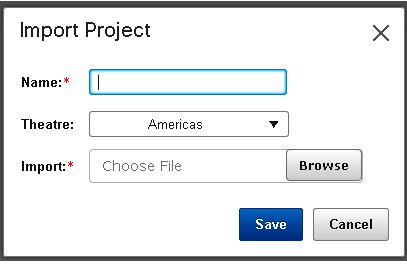 Import Project
Name:*
Theatre: Americas
Import:* Choose File Browse
Save Cancel